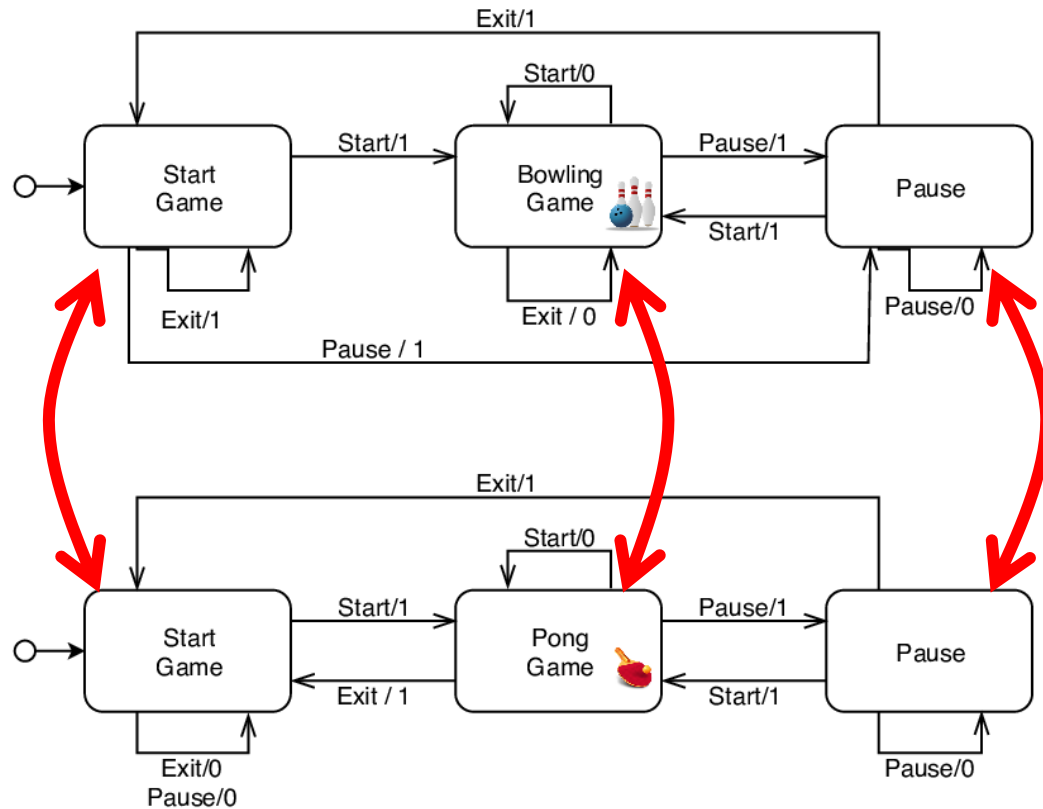 Exit/1
Start/0
Start/1
Pause/1
Start
Game
Bowling
Game
Pause
Start/1
Exit/1
Exit / 0
Pause/0
Pause / 1
Exit/1
Start/0
Start/1
Pause/1
Start
Game
Pong
Game
Pause
Exit / 1
Start/1
Exit/0
Pause/0
Pause/0